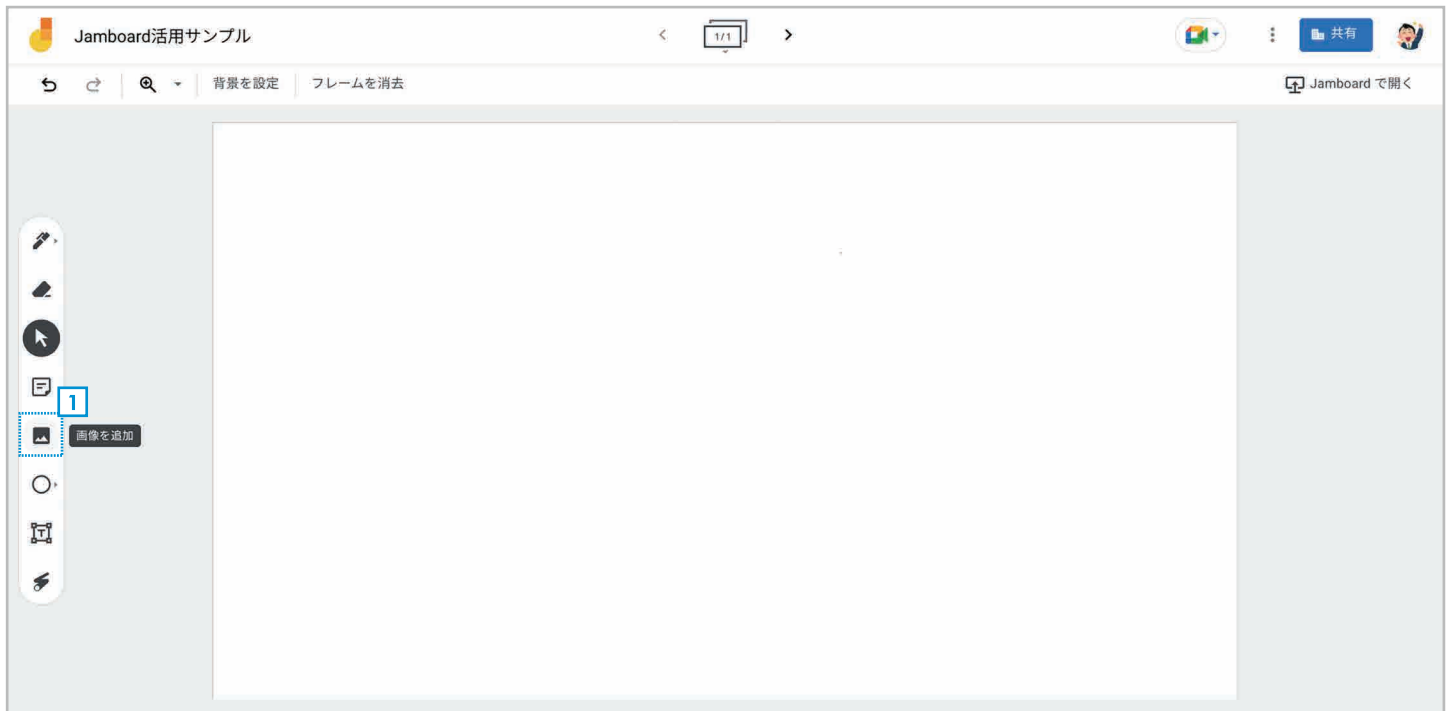 Jamboard活用サンプル
1/1
共有
背景を設定
フレームを消去
Jamboard で開く
1
画像を追加
T